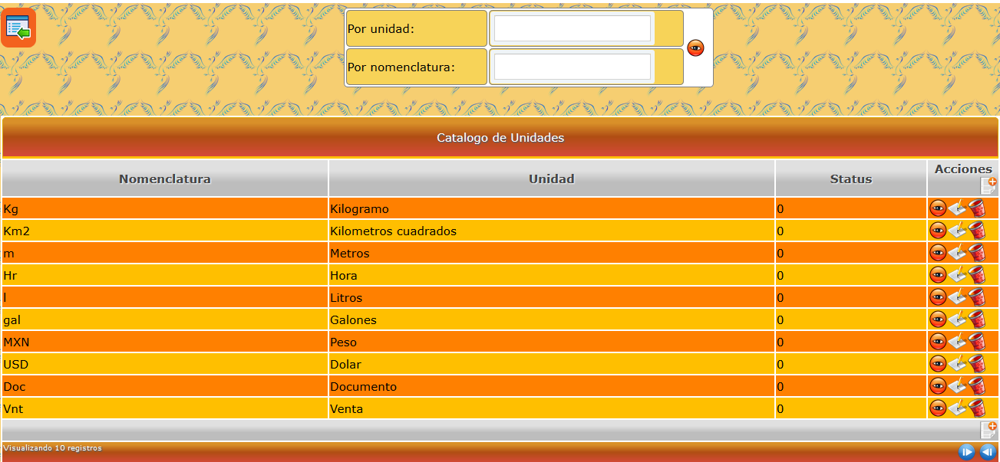 Por unidad:
Por nomenclatura:
Catalogo de Unidades
Nomenclatura Unidad Status Acciones
Kg Kilogramo 0
Km2 Kilometros cuadrados 0
m Metros 0
Hr Hora 0
l Litros 0
gal Galones 0
MXN Peso 0
USD Dolar 0
Doc Documento 0
Vnt Venta 0
Visualizando 10 registros